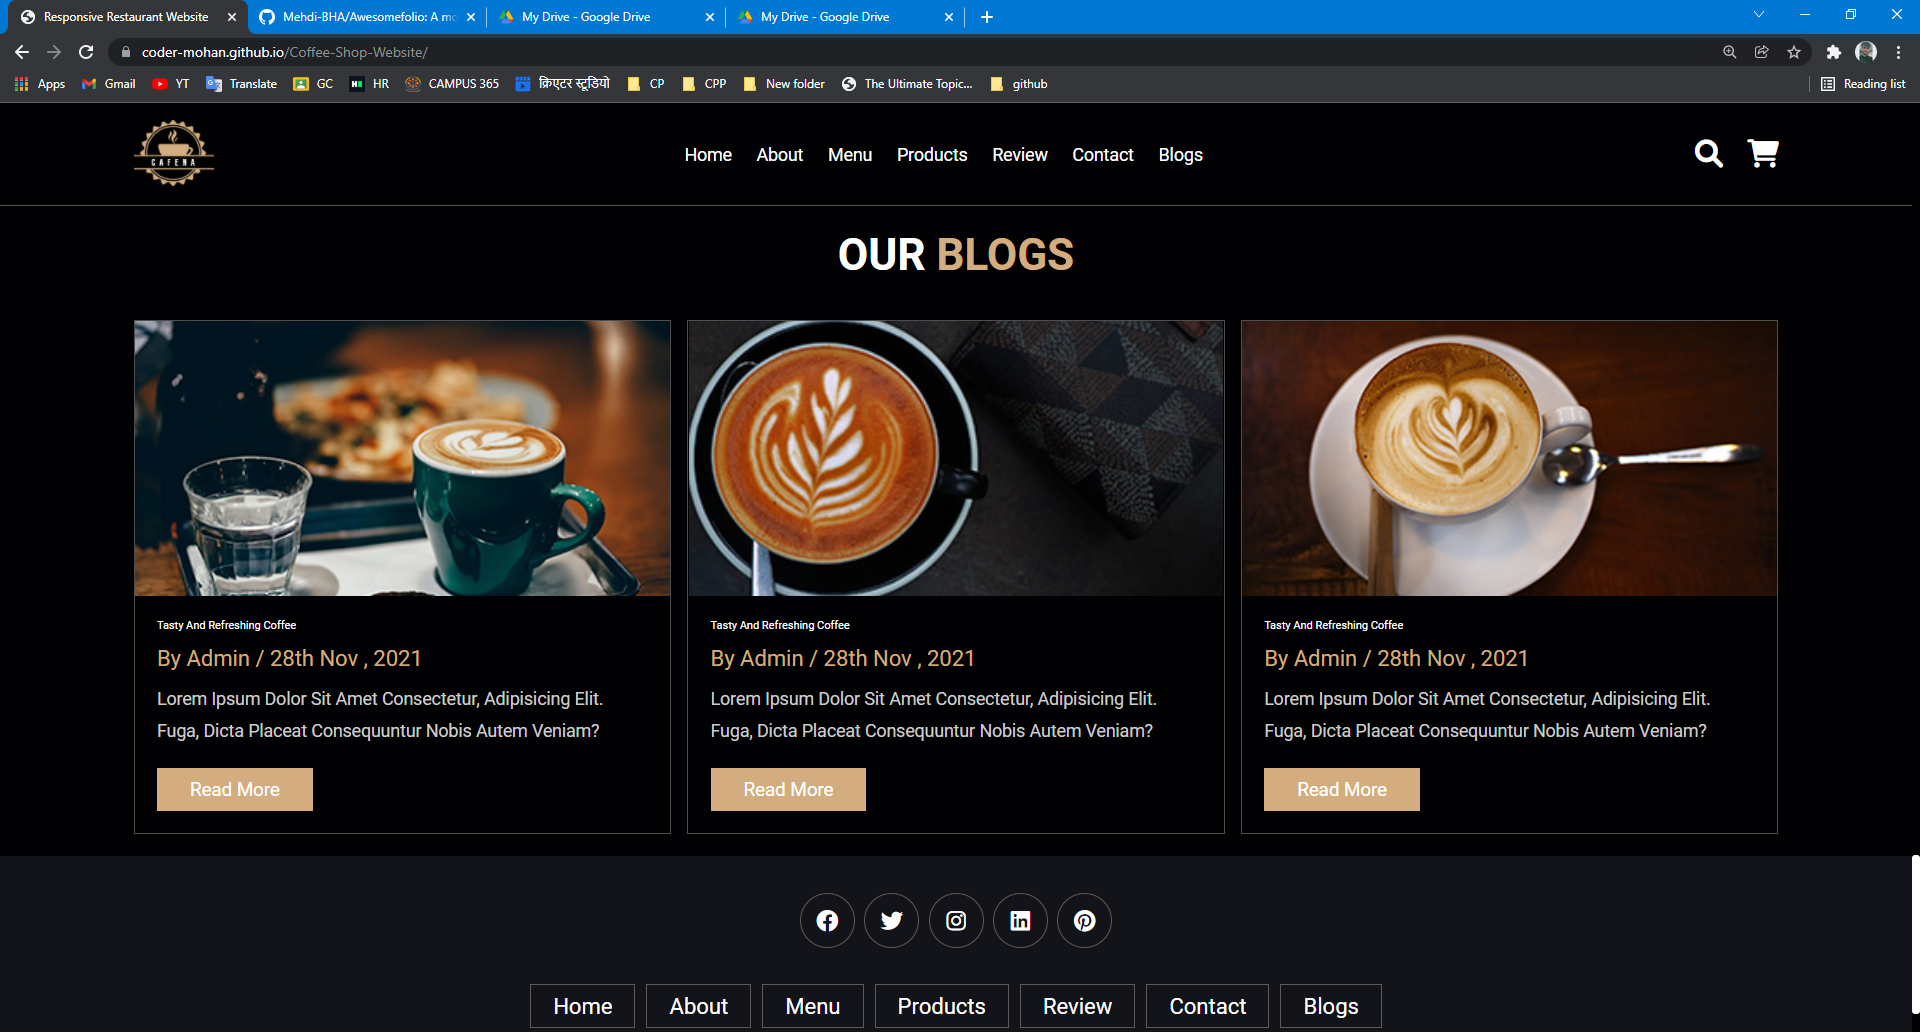 Responsive Restaurant Website
Mehdi-BHA/Awesomefolio: A mo
My Drive - Google Drive
My Drive - Google Drive
coder-mohan.github.io/Coffee-Shop-Website/
Apps
Gmail
YT
Translate
GC
HR
CAMPUS 365
क्रिएटर स्टूडियो
CP
CPP
New folder
The Ultimate Topic...
github
Reading list
CAFENA
Home About Menu Products Review Contact Blogs
OUR BLOGS
Tasty And Refreshing Coffee
By Admin / 28th Nov , 2021
Lorem Ipsum Dolor Sit Amet Consectetur, Adipisicing Elit.
Fuga, Dicta Placeat Consequuntur Nobis Autem Veniam?
Read More
Tasty And Refreshing Coffee
By Admin / 28th Nov , 2021
Lorem Ipsum Dolor Sit Amet Consectetur, Adipisicing Elit.
Fuga, Dicta Placeat Consequuntur Nobis Autem Veniam?
Read More
Tasty And Refreshing Coffee
By Admin / 28th Nov , 2021
Lorem Ipsum Dolor Sit Amet Consectetur, Adipisicing Elit.
Fuga, Dicta Placeat Consequuntur Nobis Autem Veniam?
Read More
Home About Menu Products Review Contact Blogs